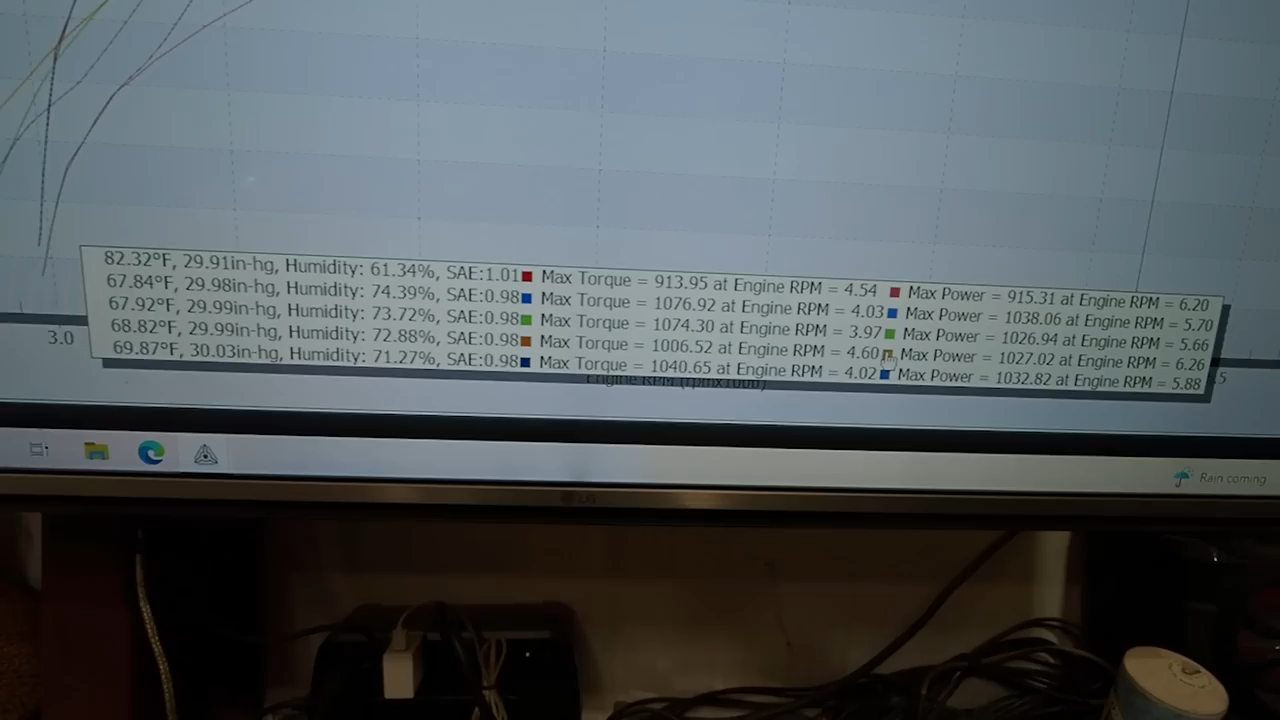 82.32°F, 29.91in-hg, Humidity: 61.34%, SAE:1.01 Max Torque = 913.95 at Engine RPM = 4.54 Max Power = 915.31 at Engine RPM = 6.20
67.84°F, 29.98in-hg, Humidity: 74.39%, SAE:0.98 Max Torque = 1076.92 at Engine RPM = 4.03 Max Power = 1038.06 at Engine RPM = 5.70
67.92°F, 29.99in-hg, Humidity: 73.72%, SAE:0.98 Max Torque = 1074.30 at Engine RPM = 3.97 Max Power = 1026.94 at Engine RPM = 5.66
68.82°F, 29.99in-hg, Humidity: 72.88%, SAE:0.98 Max Torque = 1006.52 at Engine RPM = 4.60 Max Power = 1027.02 at Engine RPM = 6.26
69.87°F, 30.03in-hg, Humidity: 71.27%, SAE:0.98 Max Torque = 1040.65 at Engine RPM = 4.02 Max Power = 1032.82 at Engine RPM = 5.88
3.0
Engine RPM (rpmx1000)
Rain coming
LG